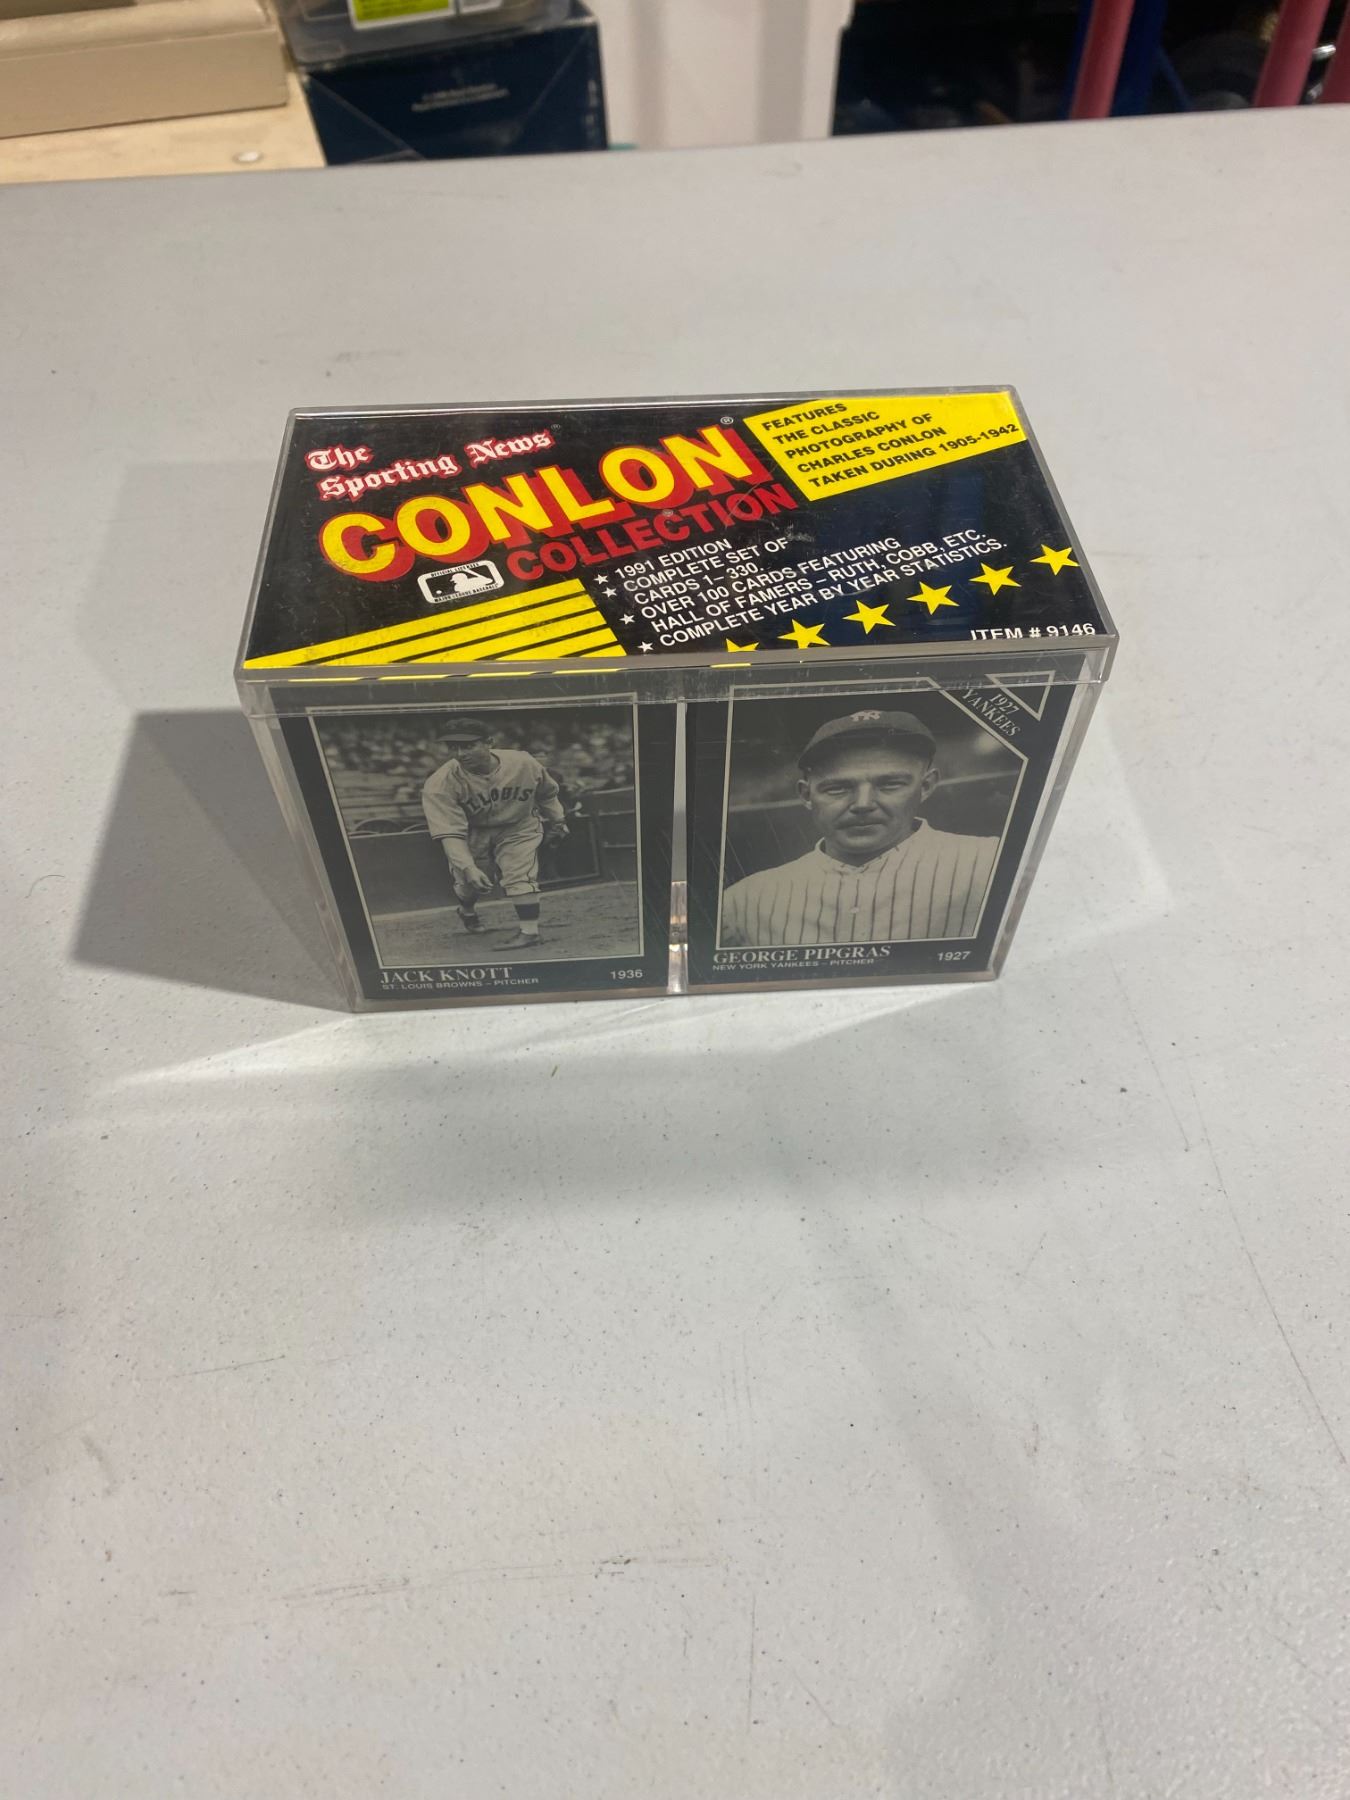 The
Sporting News®
CONLON®
COLLECTION
FEATURES
THE CLASSIC
PHOTOGRAPHY OF
CHARLES CONLON
TAKEN DURING 1905-1942
★ 1991 EDITION
COMPLETE SET OF
★ CARDS 1-330.
★ OVER 100 CARDS FEATURING
HALL OF FAMERS - RUTH, COBB, ETC.
★ COMPLETE YEAR BY YEAR STATISTICS.
ITEM # 9146
ST. LOUIS
JACK KNOTT
ST. LOUIS BROWNS - PITCHER
1936
1927
YANKEES
NY
GEORGE PIPGRAS
NEW YORK YANKEES - PITCHER
1927